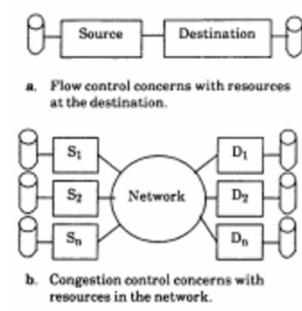 Source Destination
a. Flow control concerns with resources
at the destination.
S1 D1
S2 Network D2
Sn Dn
b. Congestion control concerns with
resources in the network.